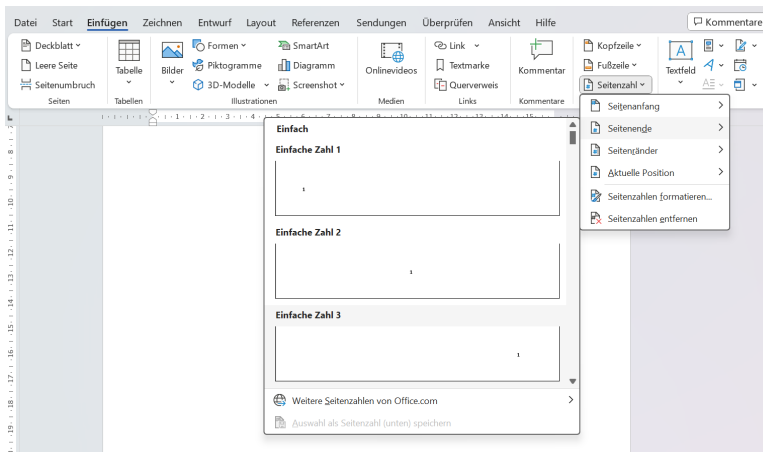 Datei Start Einfügen Zeichnen Entwurf Layout Referenzen Sendungen Überprüfen Ansicht Hilfe Kommentare
Deckblatt Formen SmartArt Link Kopfzeile
Leere Seite Piktogramme Diagramm Textmarke Fußzeile
Seitenumbruch Tabelle Bilder 3D-Modelle Screenshot Onlinevideos Querverweis Kommentar Seitenzahl Textfeld
Seiten Tabellen Illustrationen Medien Links Kommentare
Seitenanfang
Seitenende
Seitenränder
Aktuelle Position
Seitenzahlen formatieren...
Seitenzahlen entfernen
Einfach
Einfache Zahl 1
1
Einfache Zahl 2
1
Einfache Zahl 3
1
Weitere Seitenzahlen von Office.com
Auswahl als Seitenzahl (unten) speichern